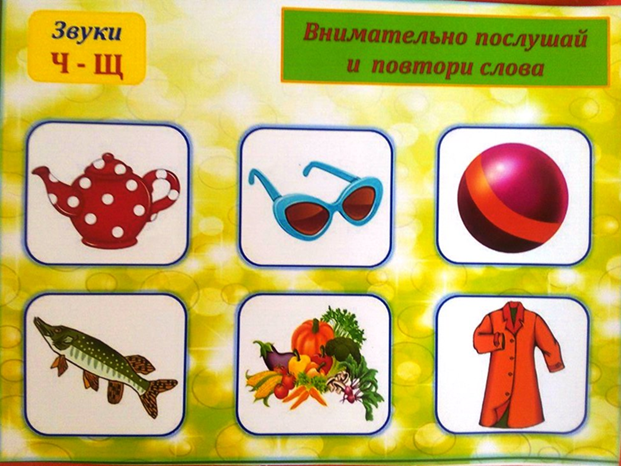 Звуки
Ч - Щ
Внимательно послушай
и повтори слова